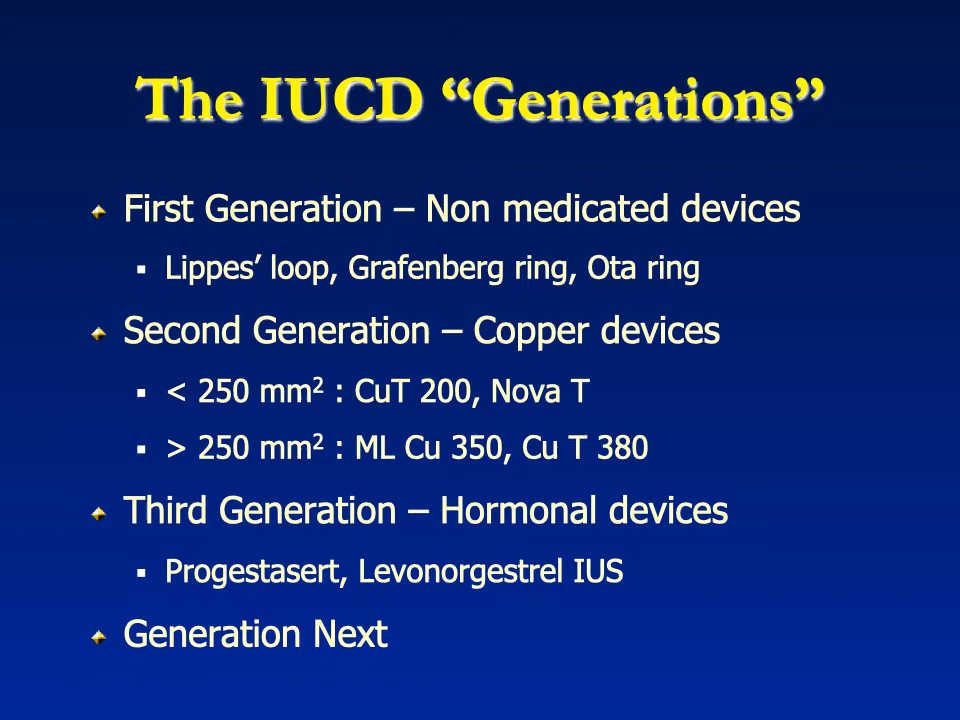 The IUCD “Generations”
First Generation – Non medicated devices
Lippes’ loop, Grafenberg ring, Ota ring
Second Generation – Copper devices
< 250 mm² : CuT 200, Nova T
> 250 mm² : ML Cu 350, Cu T 380
Third Generation – Hormonal devices
Progestasert, Levonorgestrel IUS
Generation Next